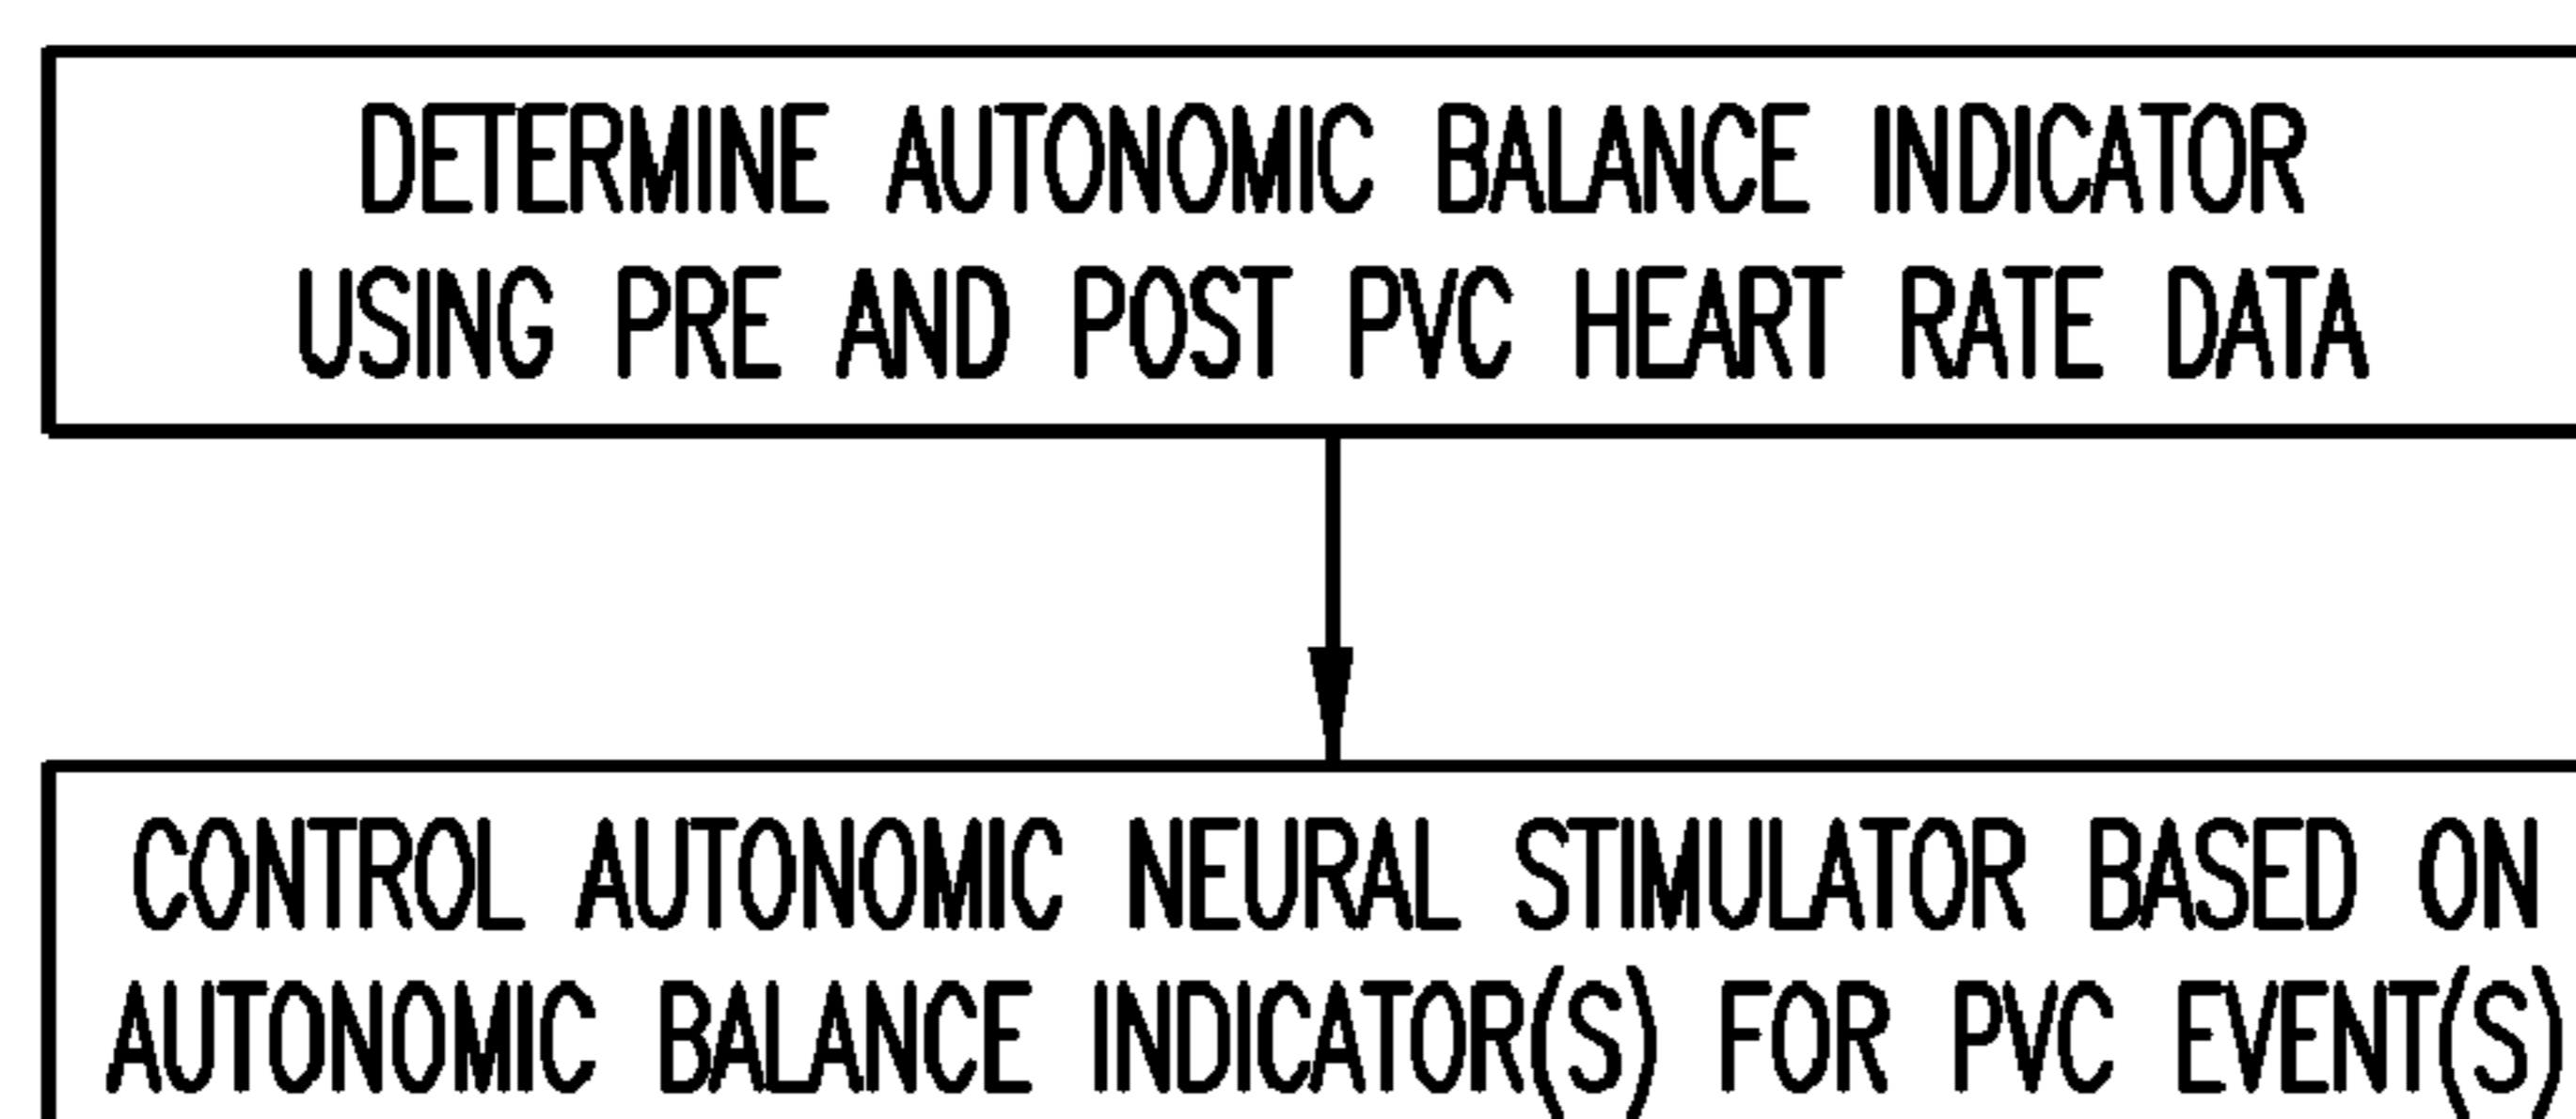 DETERMINE AUTONOMIC BALANCE INDICATOR
USING PRE AND POST PVC HEART RATE DATA
CONTROL AUTONOMIC NEURAL STIMULATOR BASED ON
AUTONOMIC BALANCE INDICATOR(S) FOR PVC EVENT(S)